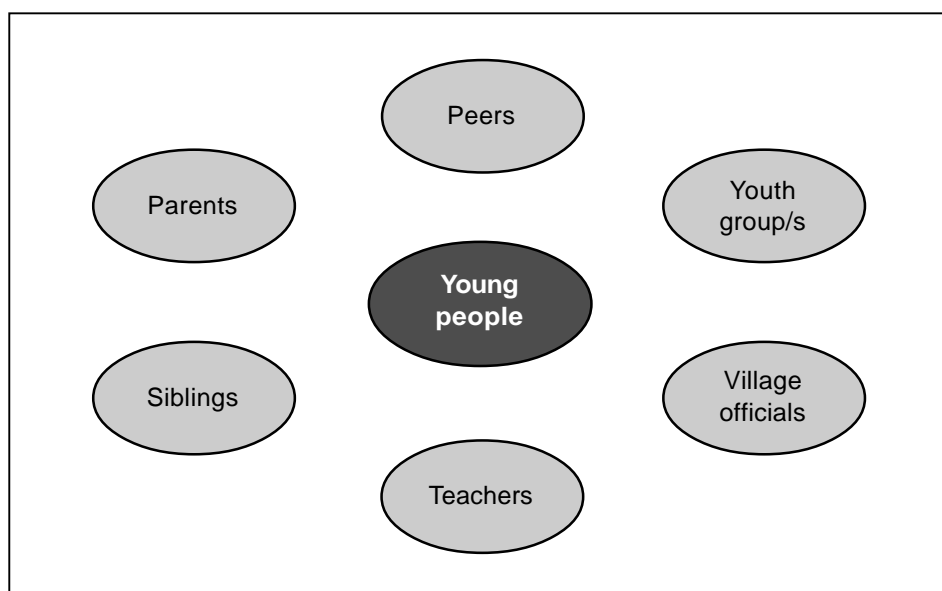 Peers
Parents
Youth
group/s
Young
people
Siblings
Village
officials
Teachers